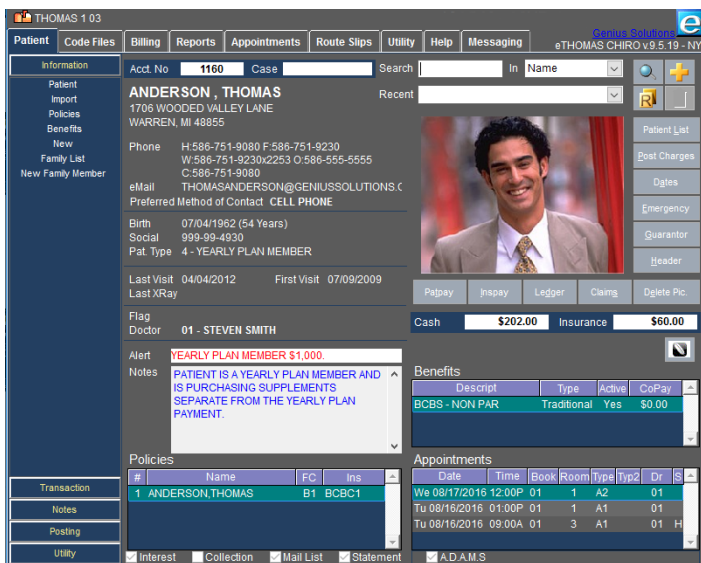 THOMAS 1 03
Genius Solutions
Patient Code Files Billing Reports Appointments Route Slips Utility Help Messaging
eTHOMAS CHIRO v.9.5.19 - NY
Information
Patient
Import
Policies
Benefits
New
Family List
New Family Member
Transaction
Notes
Posting
Utility
Acct. No 1160 Case
Search In Name
Recent
ANDERSON , THOMAS
1706 WOODED VALLEY LANE
WARREN, MI 48855
Phone H:586-751-9080 F:586-751-9230
W:586-751-9230x2253 O:586-555-5555
C:586-751-9080
eMail THOMASANDERSON@GENIUSSOLUTIONS.C
Preferred Method of Contact CELL PHONE
Birth 07/04/1962 (54 Years)
Social 999-99-4930
Pat. Type 4 - YEARLY PLAN MEMBER
Last Visit 04/04/2012 First Visit 07/09/2009
Last XRay
Flag
Doctor 01 - STEVEN SMITH
Alert YEARLY PLAN MEMBER $1,000.
Notes PATIENT IS A YEARLY PLAN MEMBER AND
IS PURCHASING SUPPLEMENTS
SEPARATE FROM THE YEARLY PLAN
PAYMENT.
R
Patient List
Post Charges
Dates
Emergency
Guarantor
Header
Patpay Inspay Ledger Claims Delete Pic.
Cash $202.00 Insurance $60.00
Benefits
Descript Type Active CoPay
BCBS - NON PAR Traditional Yes $0.00
Policies
# Name FC Ins
1 ANDERSON,THOMAS B1 BCBC1
Appointments
Date Time Book Room Type Typ2 Dr S
We 08/17/2016 12:00P 01 1 A2 01
Tu 08/16/2016 01:00P 01 1 A1 01
Tu 08/16/2016 09:00A 01 3 A1 01 H
Interest Collection Mail List Statement A.D.A.M.S